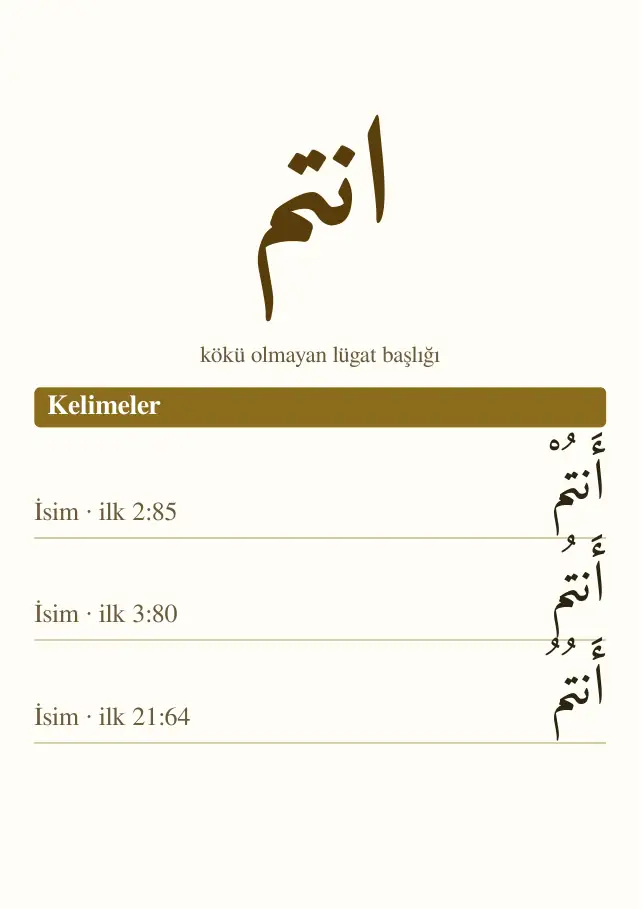 انتم
kökü olmayan lügat başlığı
Kelimeler
İsim · ilk 2:85 أَنتُمْ
İsim · ilk 3:80 أَنتُم
İsim · ilk 21:64 أَنتُمُ